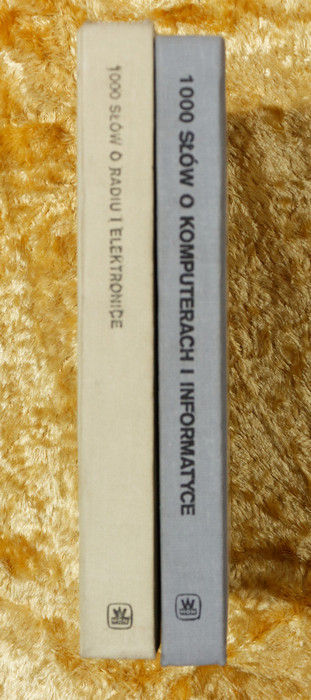 1000 SŁÓW O RADIU I ELEKTRONICE
1000 SŁÓW O KOMPUTERACH I INFORMATYCE